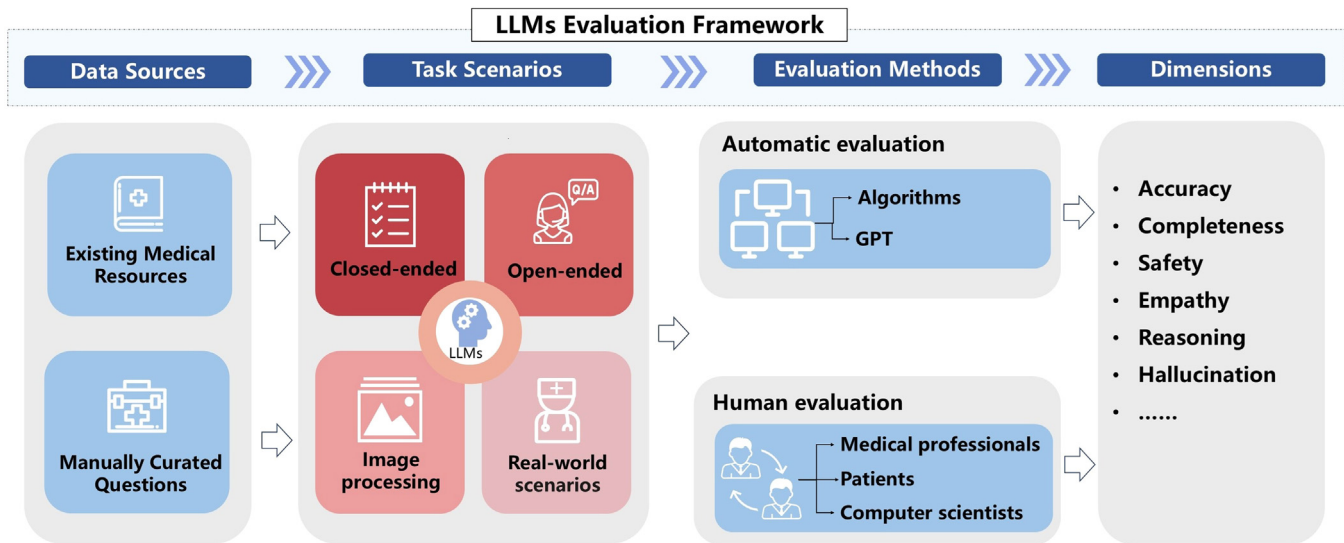 LLMs Evaluation Framework
Data Sources
Task Scenarios
Evaluation Methods
Dimensions
Existing Medical
Resources
Manually Curated
Questions
Closed-ended
Q/A
Open-ended
LLMs
Image
processing
Real-world
scenarios
Automatic evaluation
Algorithms
GPT
Human evaluation
Medical professionals
Patients
Computer scientists
• Accuracy
• Completeness
• Safety
• Empathy
• Reasoning
• Hallucination
• ……